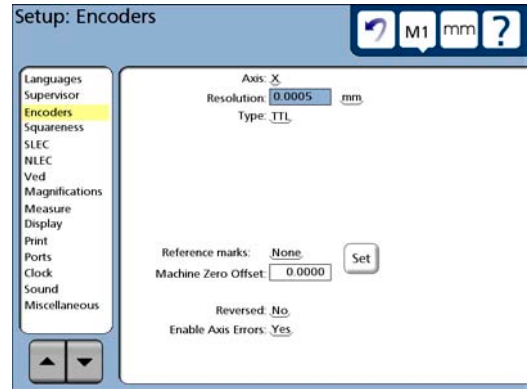 Setup: Encoders
M1 mm ?
Languages
Supervisor
Encoders
Squareness
SLEC
NLEC
Ved
Magnifications
Measure
Display
Print
Ports
Clock
Sound
Miscellaneous
Axis: X
Resolution: 0.0005 mm
Type: TTL
Reference marks: None
Set
Machine Zero Offset: 0.0000
Reversed: No
Enable Axis Errors: Yes